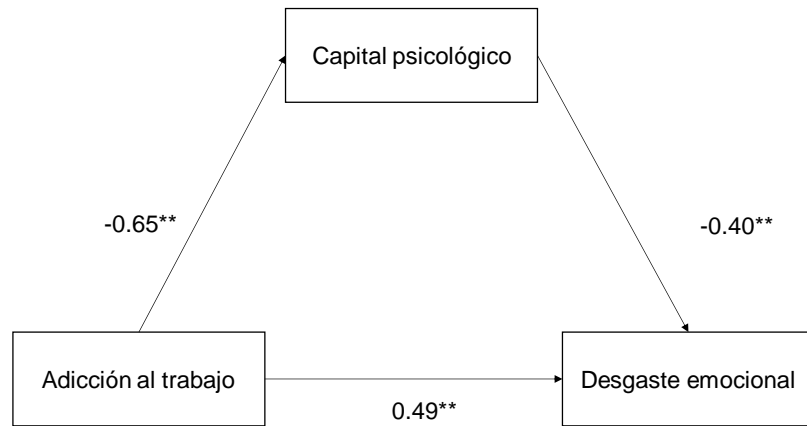 Capital psicológico
-0.65**
-0.40**
Adicción al trabajo
Desgaste emocional
0.49**